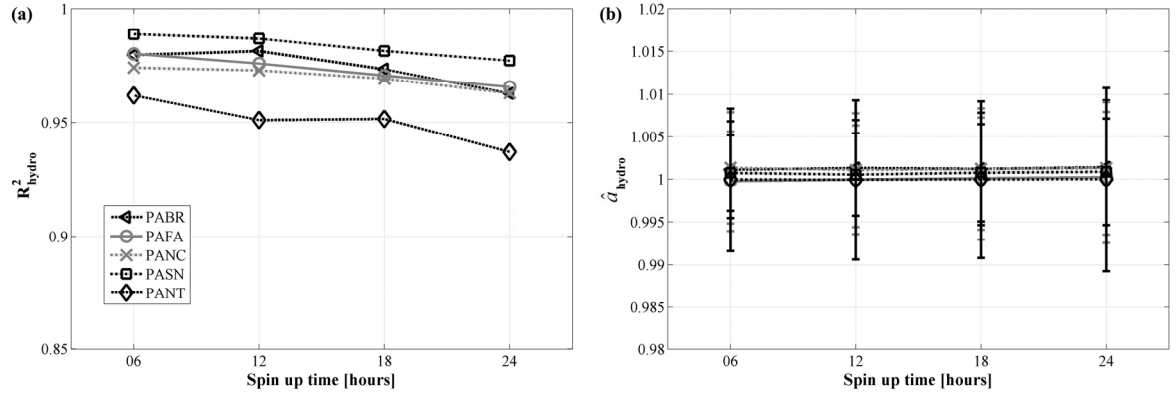 (a)
1
0.95
0.9
0.85
R²hydro
PABR
PAFA
PANC
PASN
PANT
06 12 18 24
Spin up time [hours]
(b)
1.02
1.015
1.01
1.005
1
0.995
0.99
0.985
0.98
âhydro
06 12 18 24
Spin up time [hours]